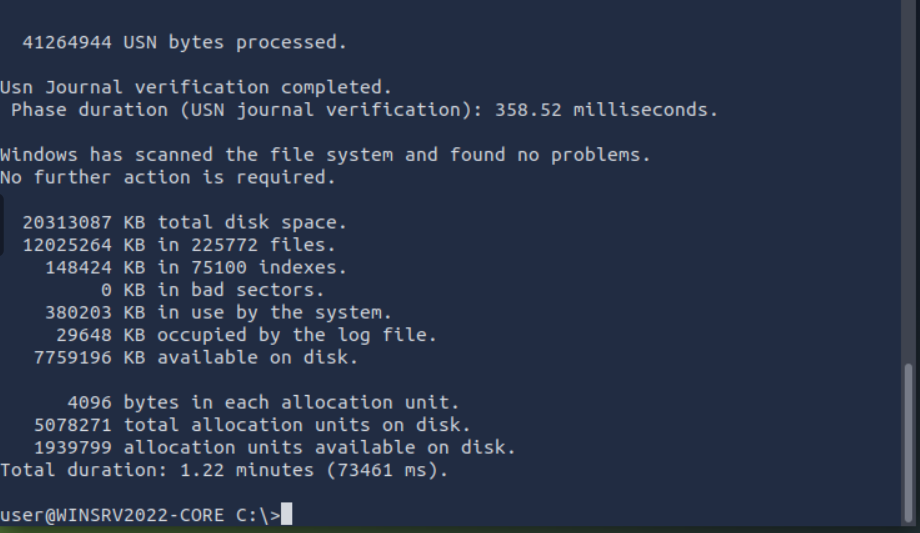 41264944 USN bytes processed.
Usn Journal verification completed.
Phase duration (USN journal verification): 358.52 milliseconds.
Windows has scanned the file system and found no problems.
No further action is required.
20313087 KB total disk space.
12025264 KB in 225772 files.
148424 KB in 75100 indexes.
0 KB in bad sectors.
380203 KB in use by the system.
29648 KB occupied by the log file.
7759196 KB available on disk.
4096 bytes in each allocation unit.
5078271 total allocation units on disk.
1939799 allocation units available on disk.
Total duration: 1.22 minutes (73461 ms).
user@WINSRV2022-CORE C:\>